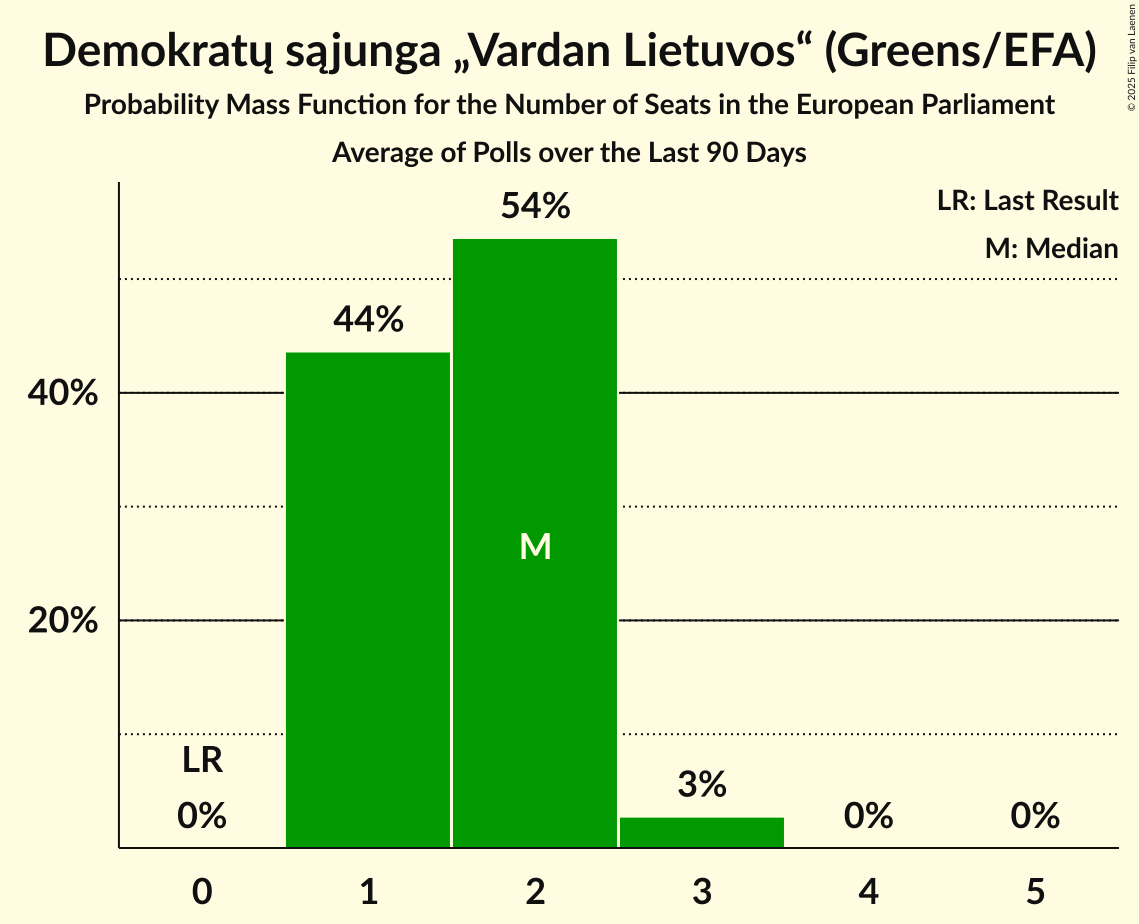 Demokratų sąjunga „Vardan Lietuvos“ (Greens/EFA)
Probability Mass Function for the Number of Seats in the European Parliament
Average of Polls over the Last 90 Days
© 2025 Filip van Laenen
LR: Last Result
M: Median
54%
44%
40%
M
20%
LR
0%
3%
0%
0%
0 1 2 3 4 5